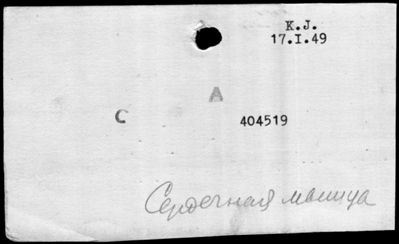 K.J.
17.I.49
A
C
404519
Сердечная мышца